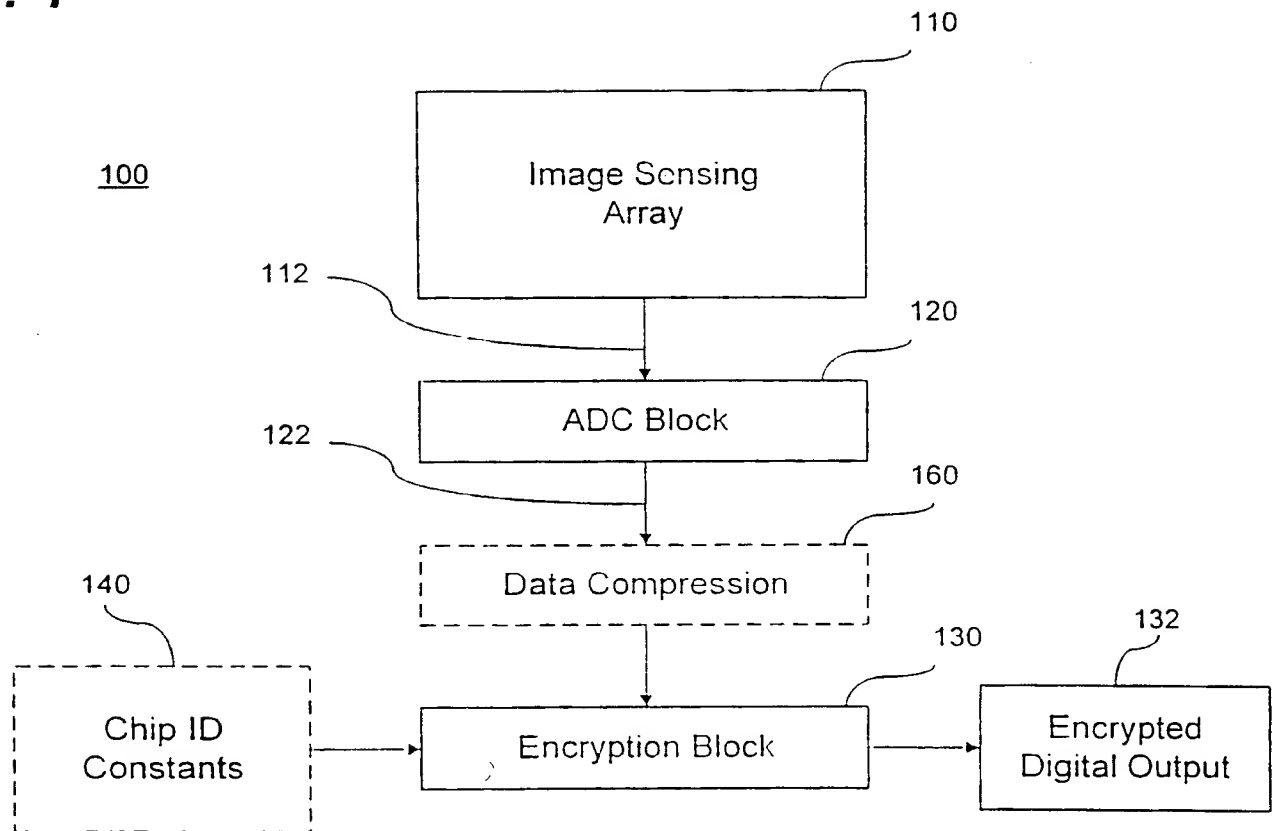 110
100
Image Sensing
Array
112
120
ADC Block
122
160
Data Compression
140
130
132
Chip ID
Constants
Encryption Block
Encrypted
Digital Output